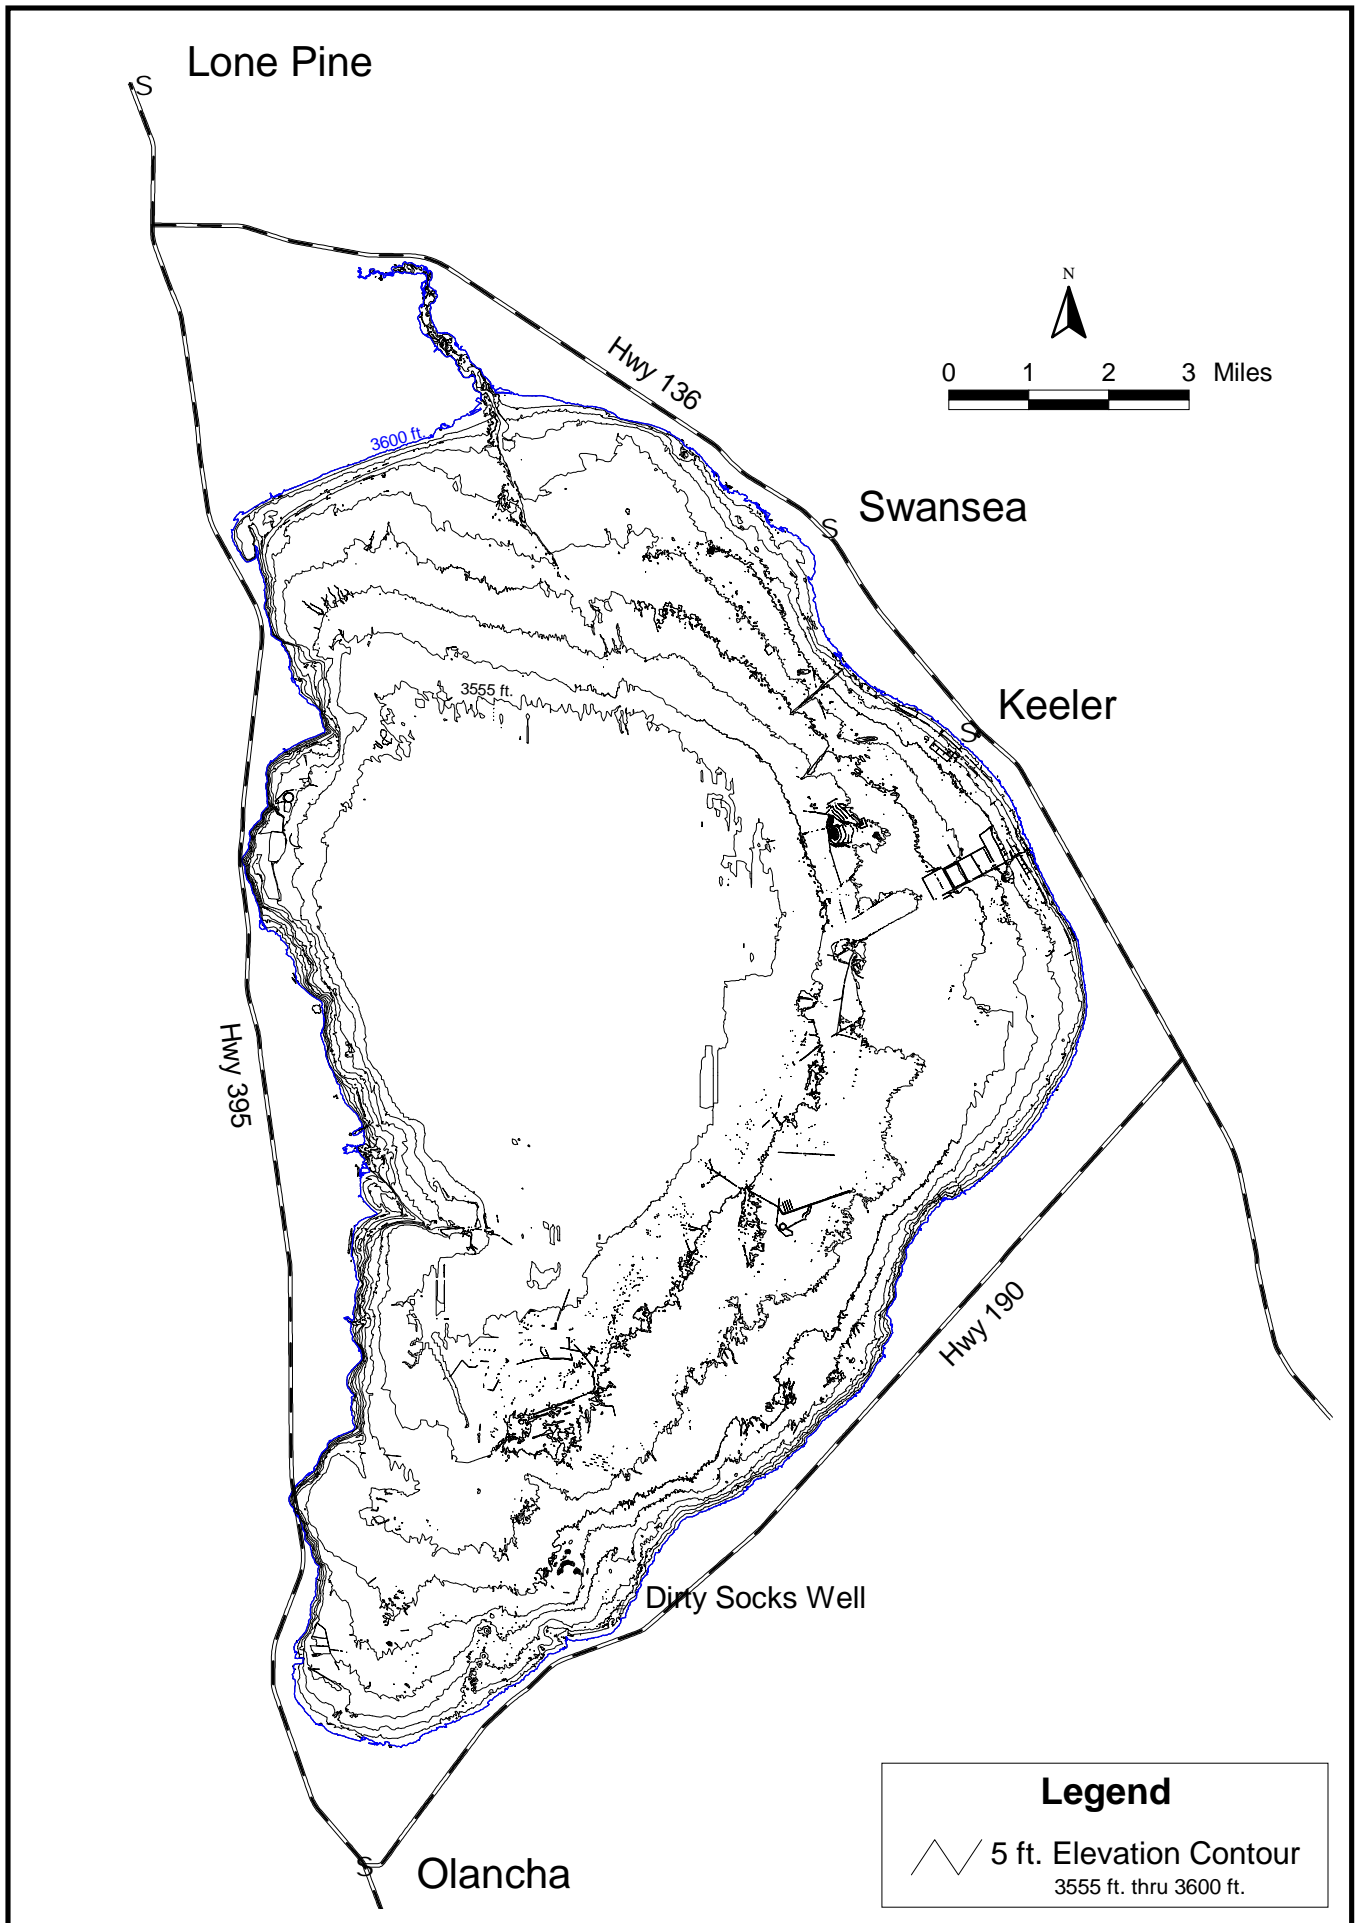 Lone Pine
S
N
Hwy 136
0 1 2 3 Miles
3600 ft.
Swansea
S
Keeler
S
3555 ft.
Hwy 395
Hwy 190
Dirty Socks Well
Olancha
S
Legend
5 ft. Elevation Contour
3555 ft. thru 3600 ft.